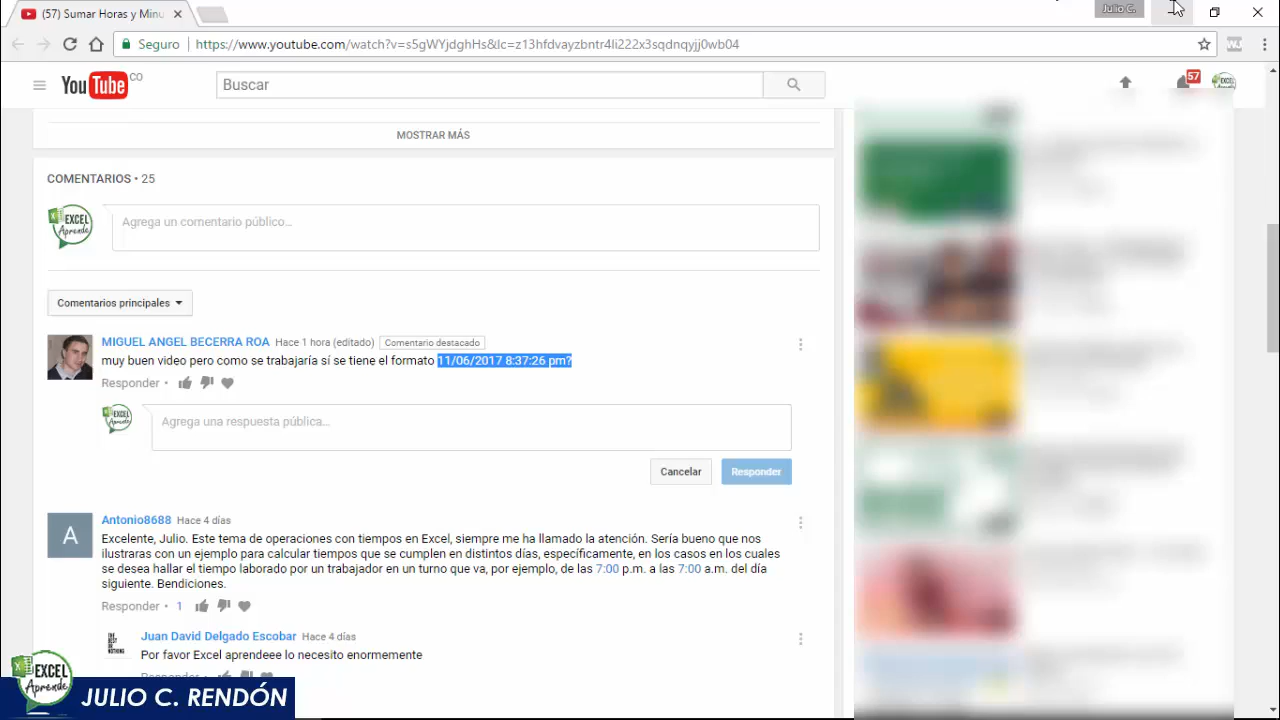 (57) Sumar Horas y Minu
Julio C.
Seguro
https://www.youtube.com/watch?v=s5gWYjdghHs&lc=z13hfdvayzbntr4li222x3sqdnqyjj0wb04
YouTube CO
Buscar
57
MOSTRAR MÁS
COMENTARIOS • 25
EXCEL Aprende
Agrega un comentario público...
Comentarios principales
MIGUEL ANGEL BECERRA ROA Hace 1 hora (editado) Comentario destacado
muy buen video pero como se trabajaría sí se tiene el formato 11/06/2017 8:37:26 pm?
Responder •
Agrega una respuesta pública...
Cancelar
Responder
A
Antonio8688 Hace 4 días
Excelente, Julio. Este tema de operaciones con tiempos en Excel, siempre me ha llamado la atención. Sería bueno que nos
ilustraras con un ejemplo para calcular tiempos que se cumplen en distintos días, específicamente, en los casos en los cuales
se desea hallar el tiempo laborado por un trabajador en un turno que va, por ejemplo, de las 7:00 p.m. a las 7:00 a.m. del día
siguiente. Bendiciones.
Responder • 1
Juan David Delgado Escobar Hace 4 días
Por favor Excel aprendeee lo necesito enormemente
Responder
EXCEL Aprende
JULIO C. RENDÓN